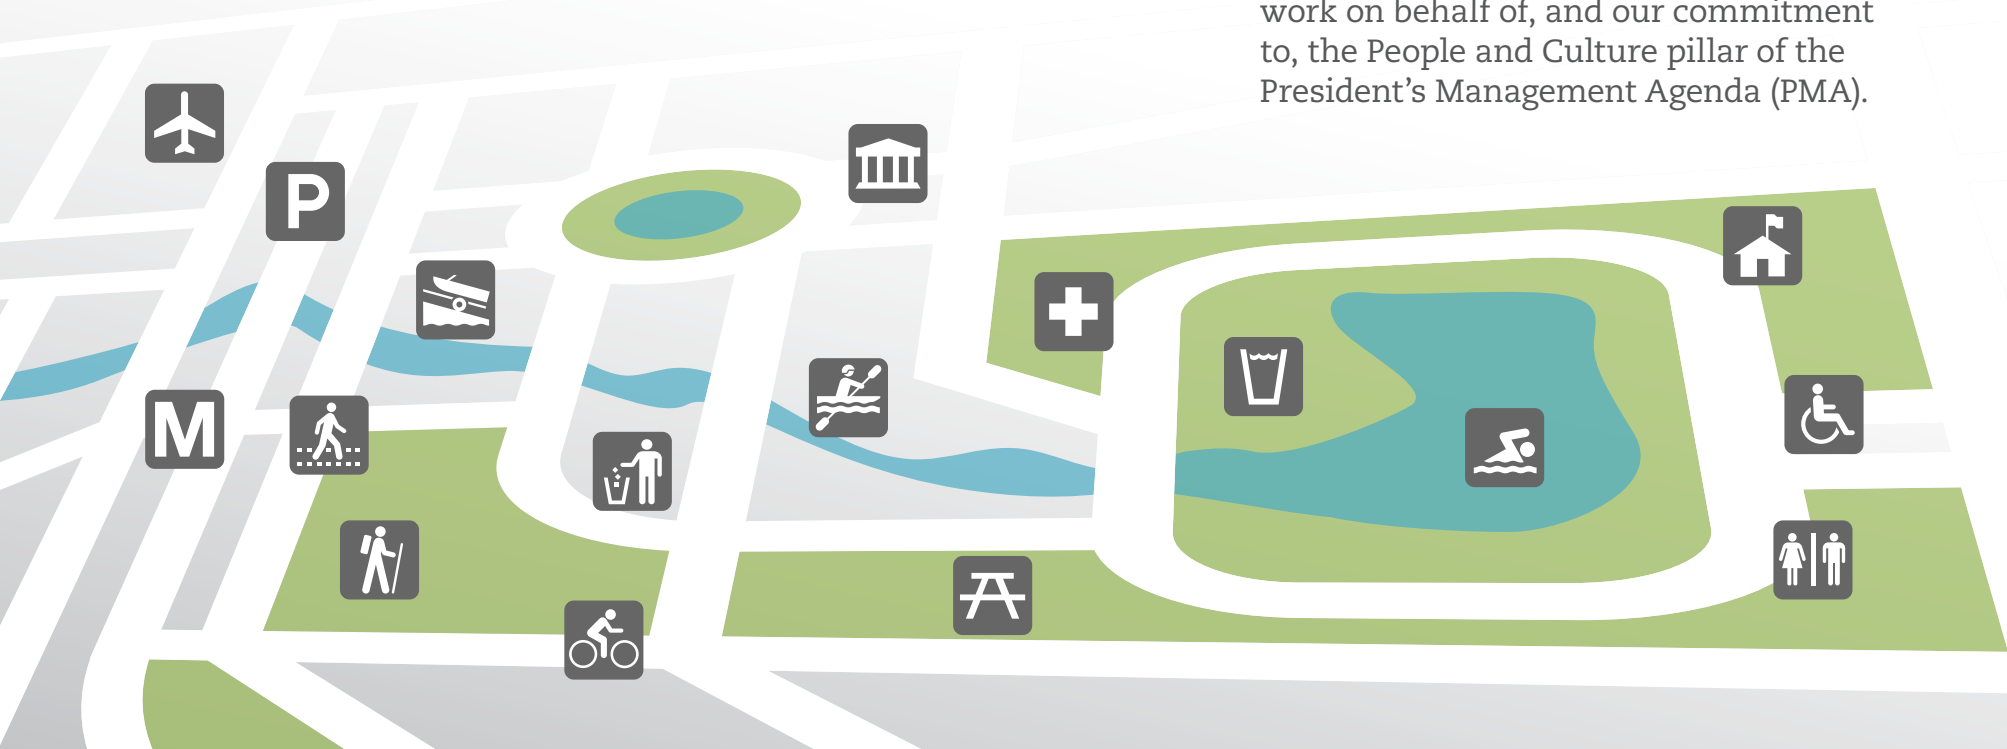 work on behalf of, and our commitment
to, the People and Culture pillar of the
President’s Management Agenda (PMA).
P
M